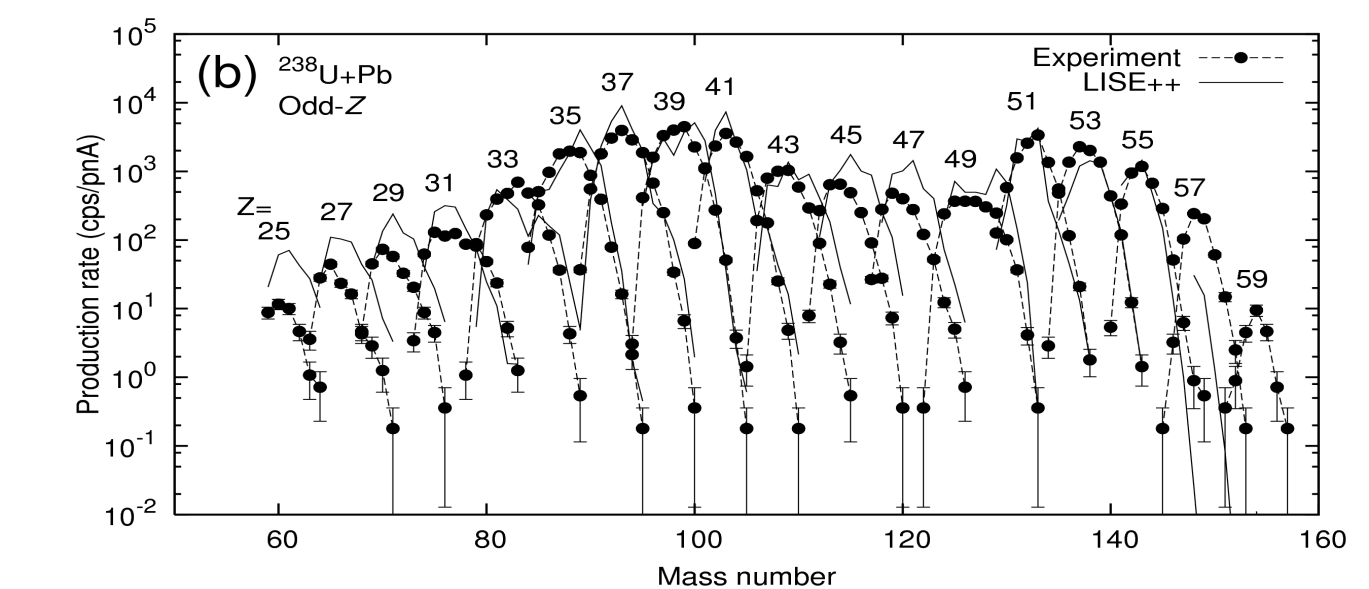 10^5
10^4
10^3
10^2
10^1
10^0
10^-1
10^-2
Production rate (cps/pnA)
(b)
^238U+Pb
Odd-Z
Experiment
LISE++
Z=
25
27
29
31
33
35
37
39
41
43
45
47
49
51
53
55
57
59
60 80 100 120 140 160
Mass number